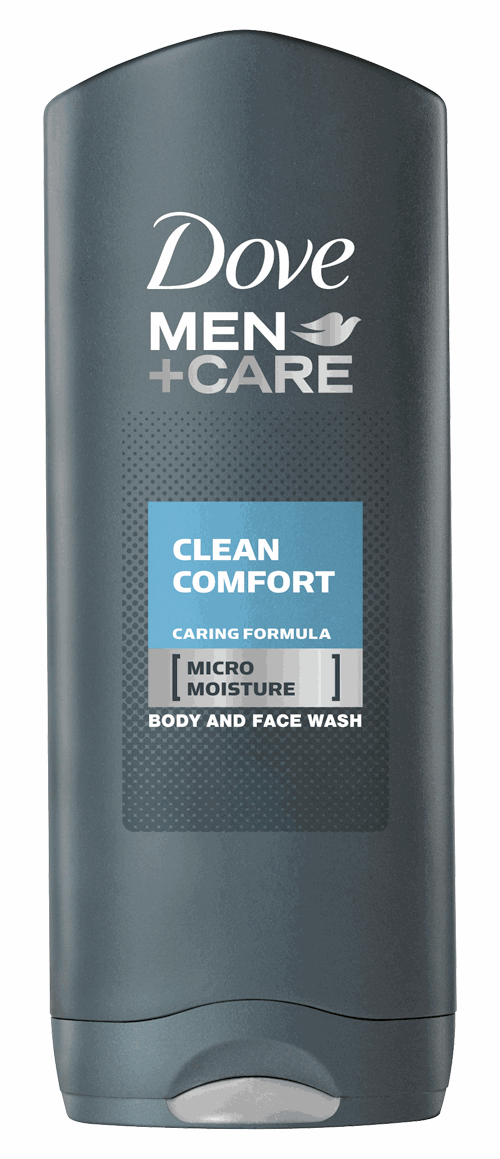 Dove
MEN
+CARE
CLEAN
COMFORT
CARING FORMULA
[MICRO
MOISTURE]
BODY AND FACE WASH